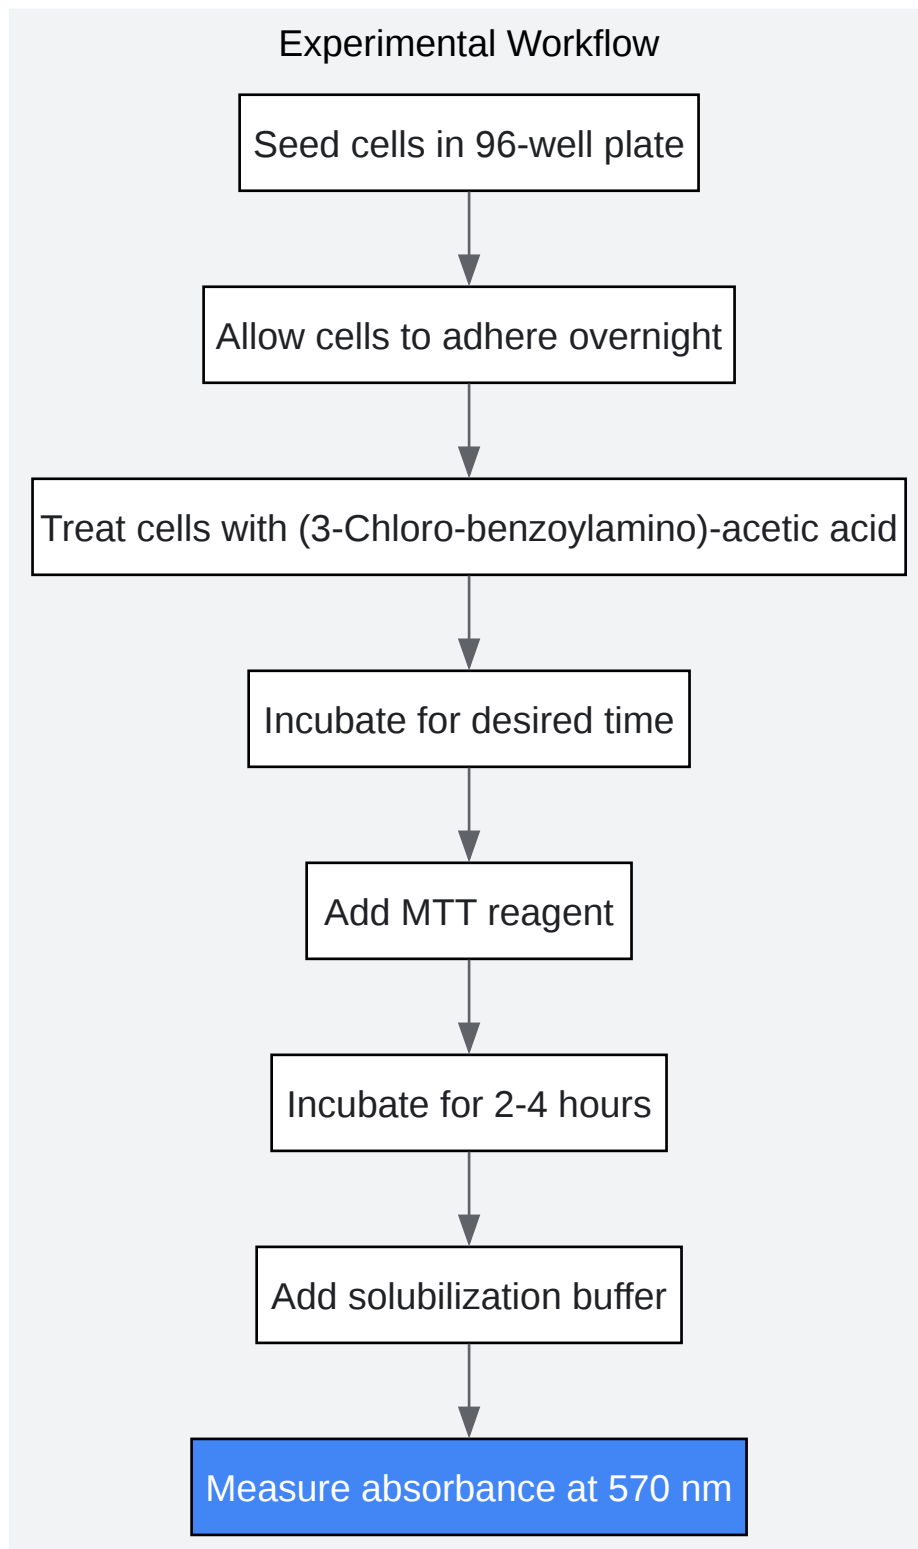 Experimental Workflow
Seed cells in 96-well plate
Allow cells to adhere overnight
Treat cells with (3-Chloro-benzoylamino)-acetic acid
Incubate for desired time
Add MTT reagent
Incubate for 2-4 hours
Add solubilization buffer
Measure absorbance at 570 nm